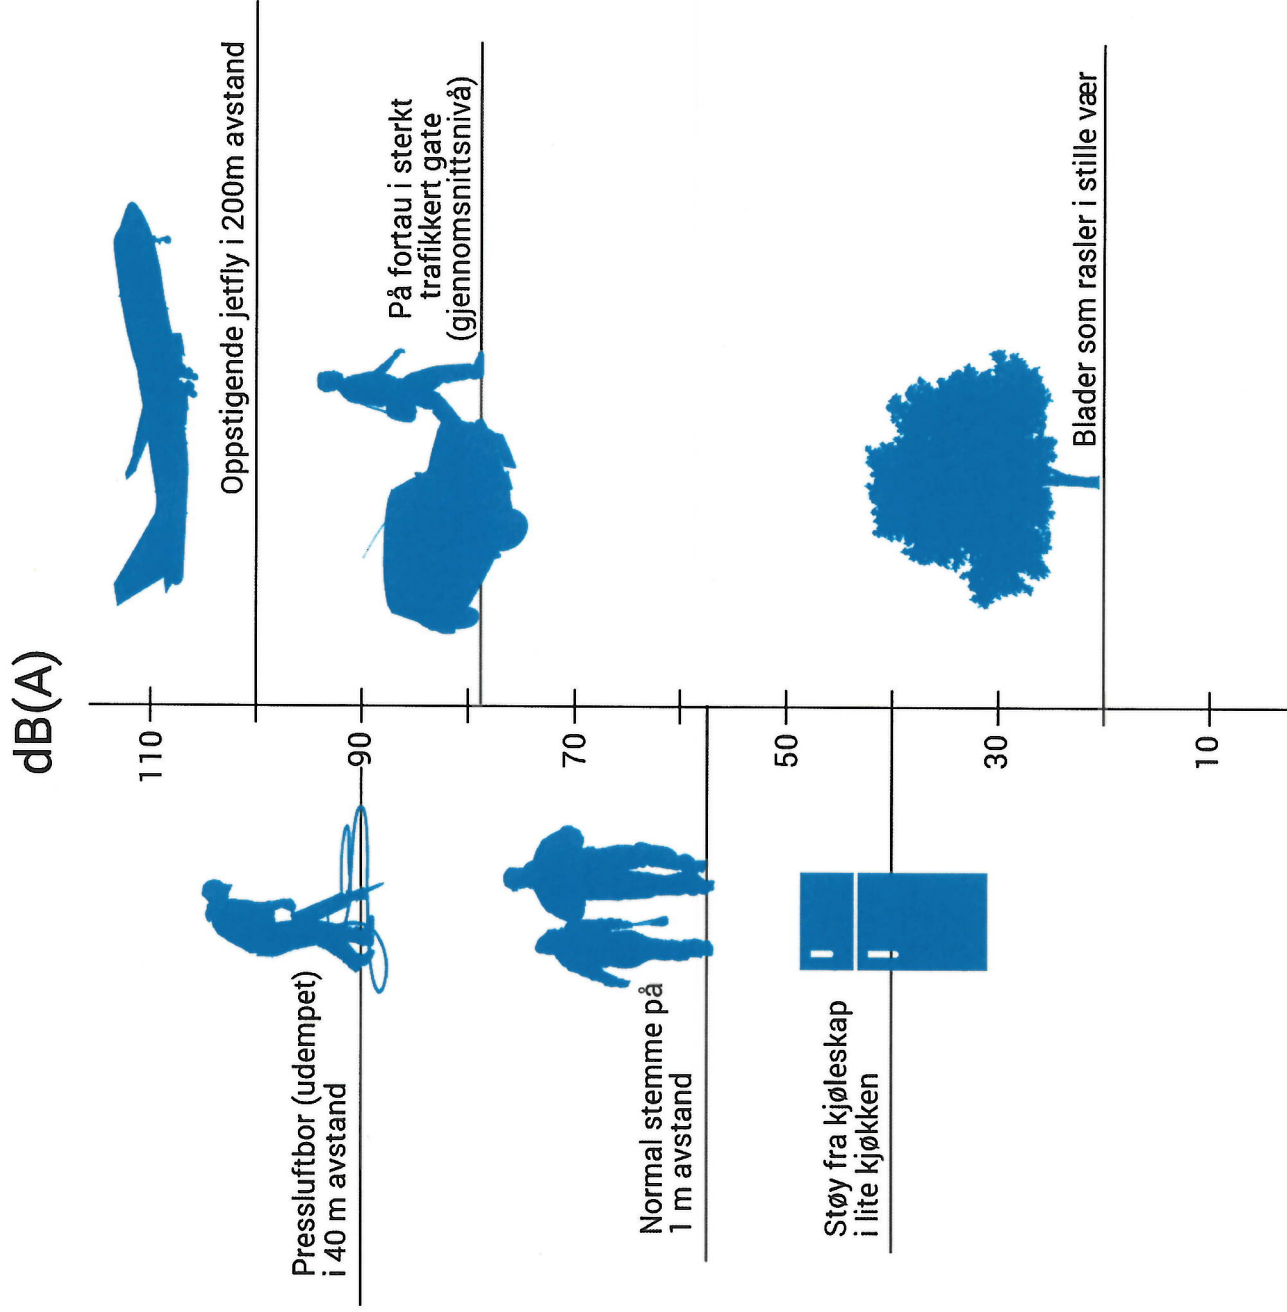 dB(A)
Oppstigende jetfly i 200m avstand
110
Pressluftbor (udempet)
i 40 m avstand
90
På fortau i sterkt
trafikkert gate
(gjennomsnittsnivå)
70
Normal stemme på
1 m avstand
50
Støy fra kjøleskap
i lite kjøkken
30
Blader som rasler i stille vær
10